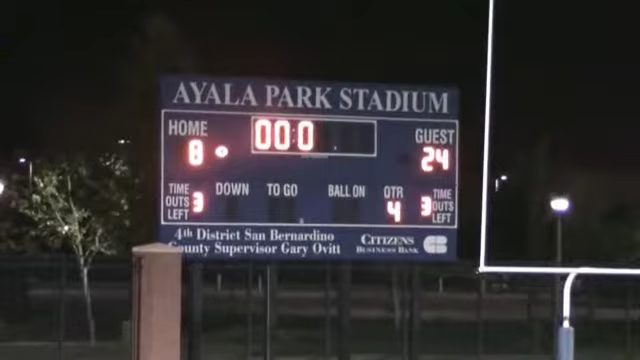 AYALA PARK STADIUM
HOME 00:0 GUEST
8 24
TIME OUTS LEFT 3 DOWN TO GO BALL ON QTR 4 3 TIME OUTS LEFT
4th District San Bernardino
County Supervisor Gary Ovitt
CITIZENS
BUSINESS BANK